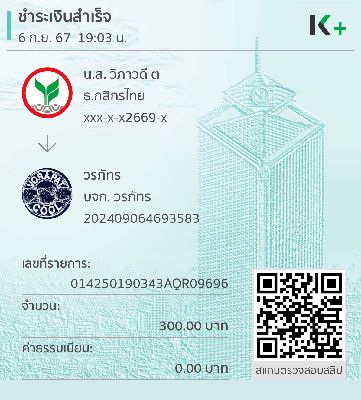 ชำระเงินสำเร็จ
6 ก.ย. 67 19:03 น.
K+
น.ส. วิภาวดี ต
ธ.กสิกรไทย
xxx-x-x2669-x
วรภัทร
บจก. วรภัทร
202409064693583
เลขที่รายการ:
014250190343AQR09696
จำนวน:
300.00 บาท
ค่าธรรมเนียม:
0.00 บาท
สแกนตรวจสอบสลิป